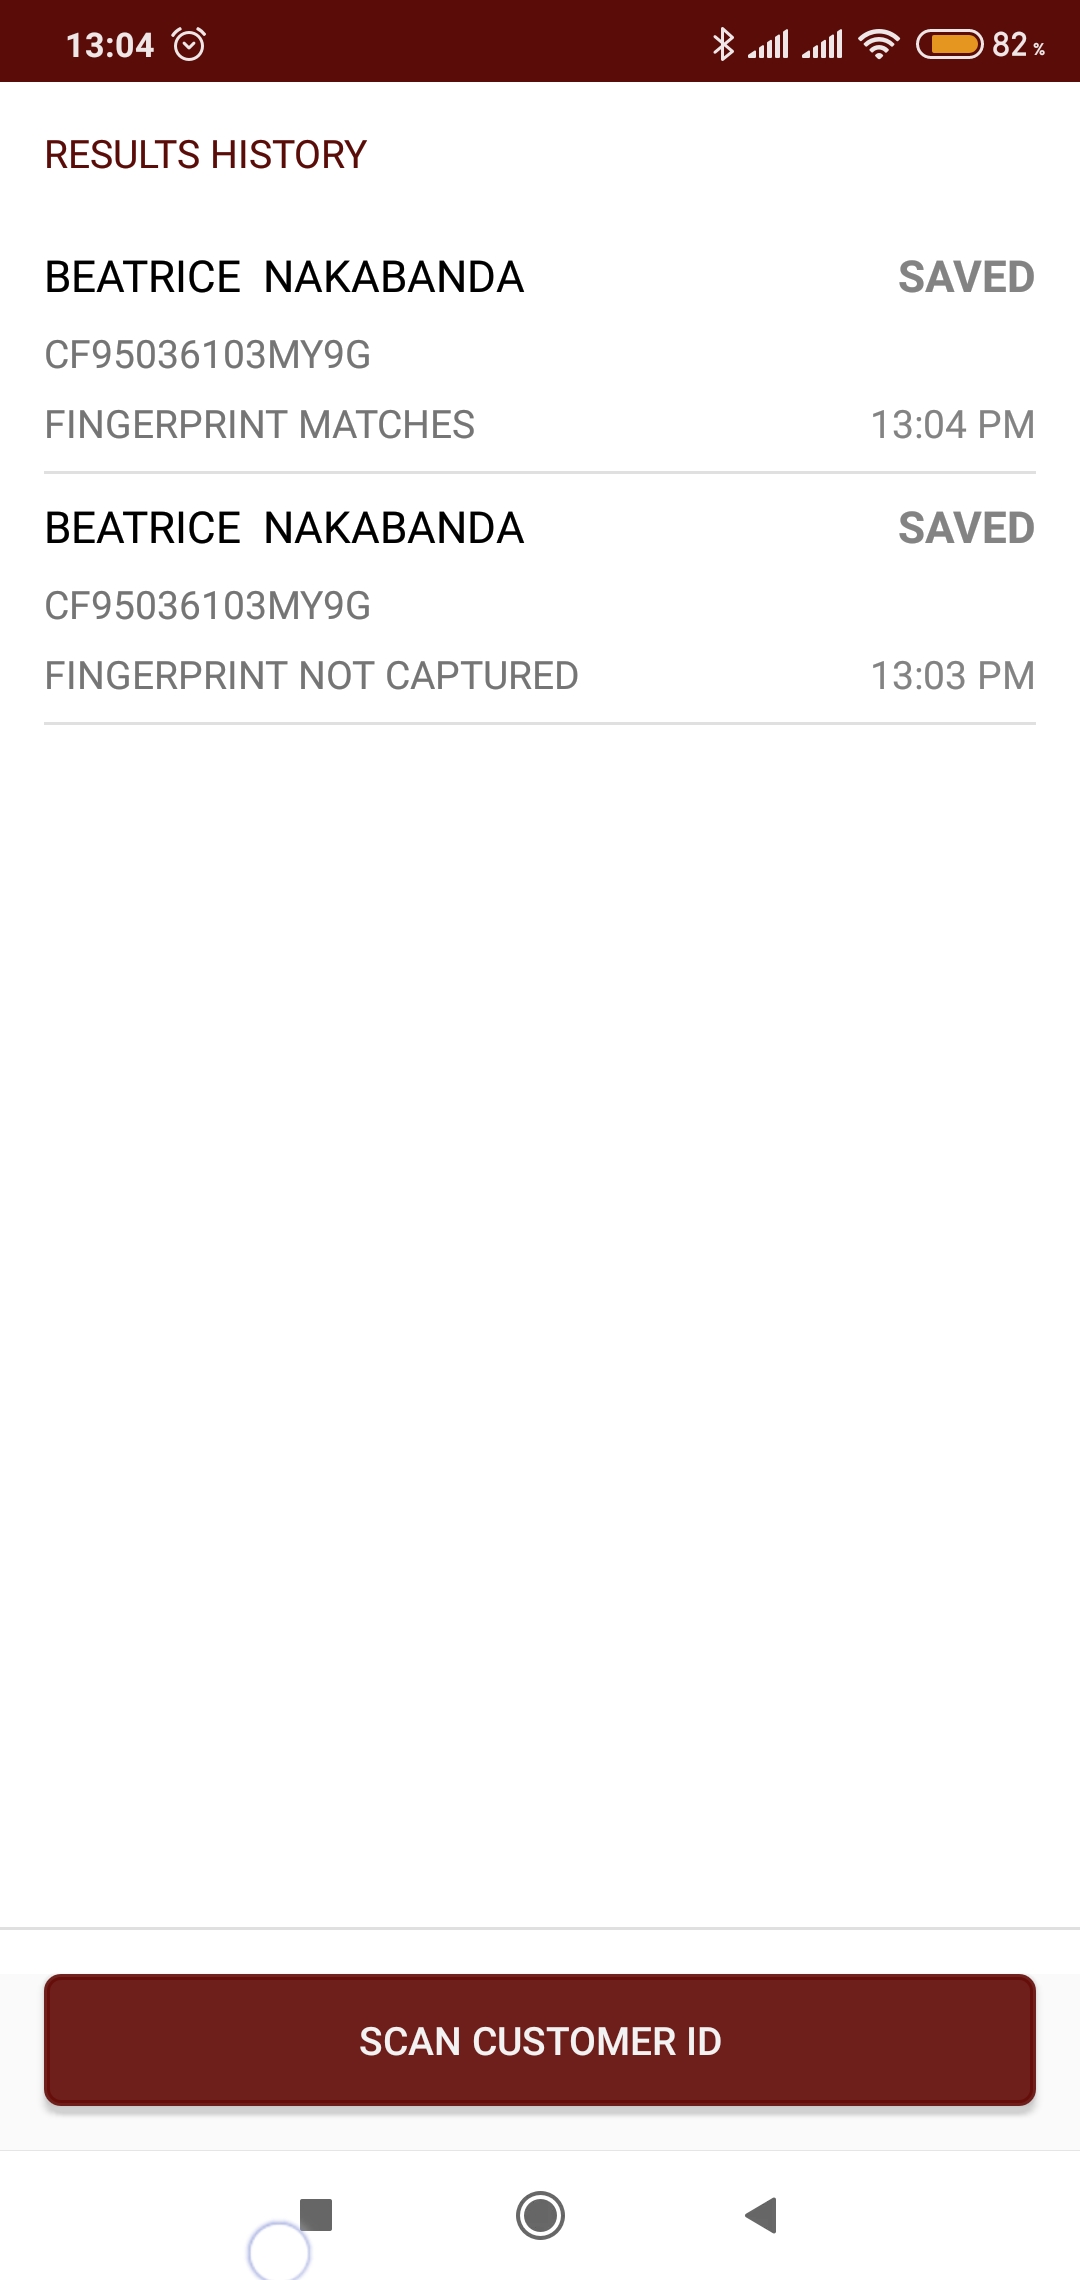 13:04 82 %
RESULTS HISTORY
BEATRICE  NAKABANDA SAVED
CF95036103MY9G
FINGERPRINT MATCHES 13:04 PM
BEATRICE  NAKABANDA SAVED
CF95036103MY9G
FINGERPRINT NOT CAPTURED 13:03 PM
SCAN CUSTOMER ID